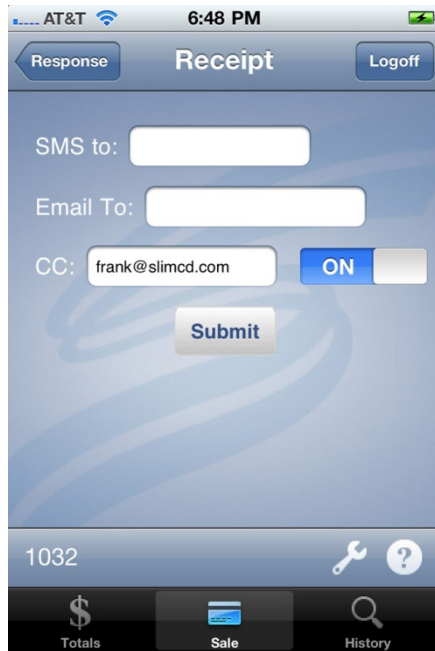 AT&T 6:48 PM
Response Receipt Logoff
SMS to:
Email To:
CC: frank@slimcd.com ON
Submit
1032 ?
$
Totals Sale History